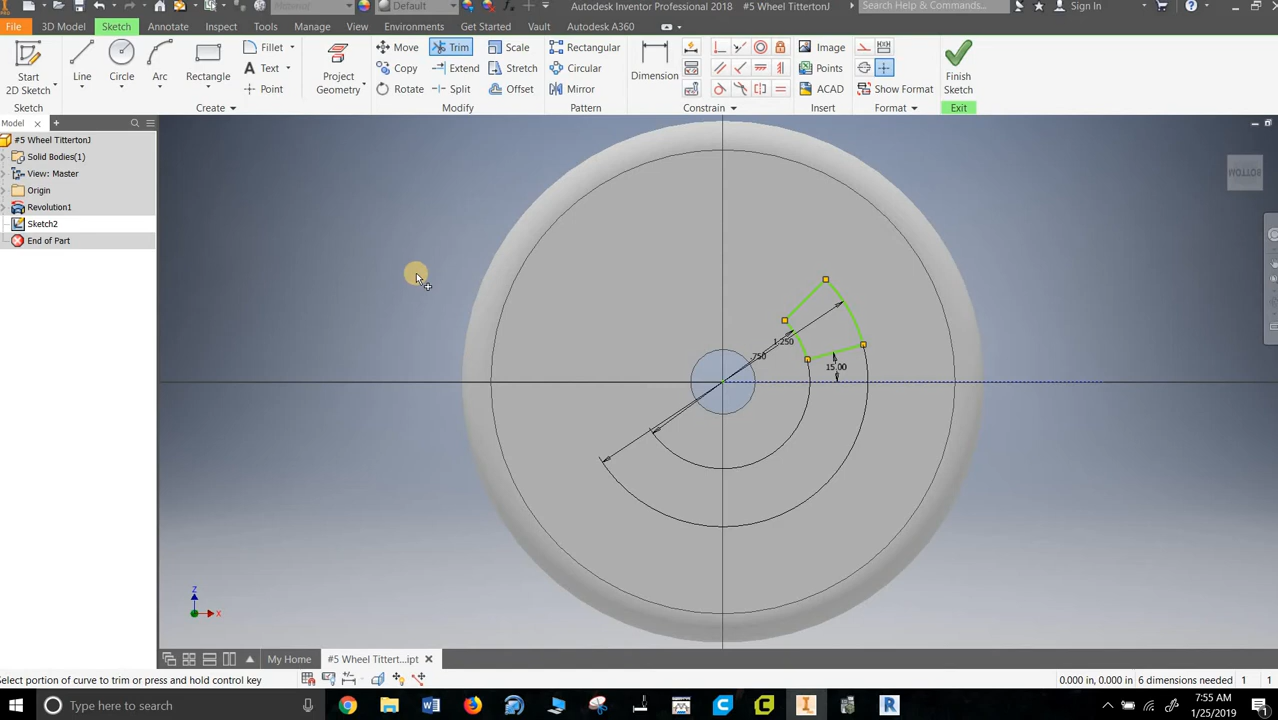 Material
Default
Autodesk Inventor Professional 2018   #5 Wheel TittertonJ
Search Help & Commands...
Sign In
File
3D Model
Sketch
Annotate
Inspect
Tools
Manage
View
Environments
Get Started
Vault
Autodesk A360
Start
2D Sketch
Line
Circle
Arc
Rectangle
Fillet
Text
Point
Project
Geometry
Move
Copy
Rotate
Trim
Extend
Split
Scale
Stretch
Offset
Rectangular
Circular
Mirror
Dimension
Image
Points
ACAD
Show Format
Finish
Sketch
Sketch
Create
Modify
Pattern
Constrain
Insert
Format
Exit
Model
#5 Wheel TittertonJ
Solid Bodies(1)
View: Master
Origin
Revolution1
Sketch2
End of Part
BOTTOM
1.250
.750
15.00
Z
X
My Home
#5 Wheel Tittert...ipt
Select portion of curve to trim or press and hold control key
0.000 in, 0.000 in
6 dimensions needed
1
1
Type here to search
7:55 AM
1/25/2019